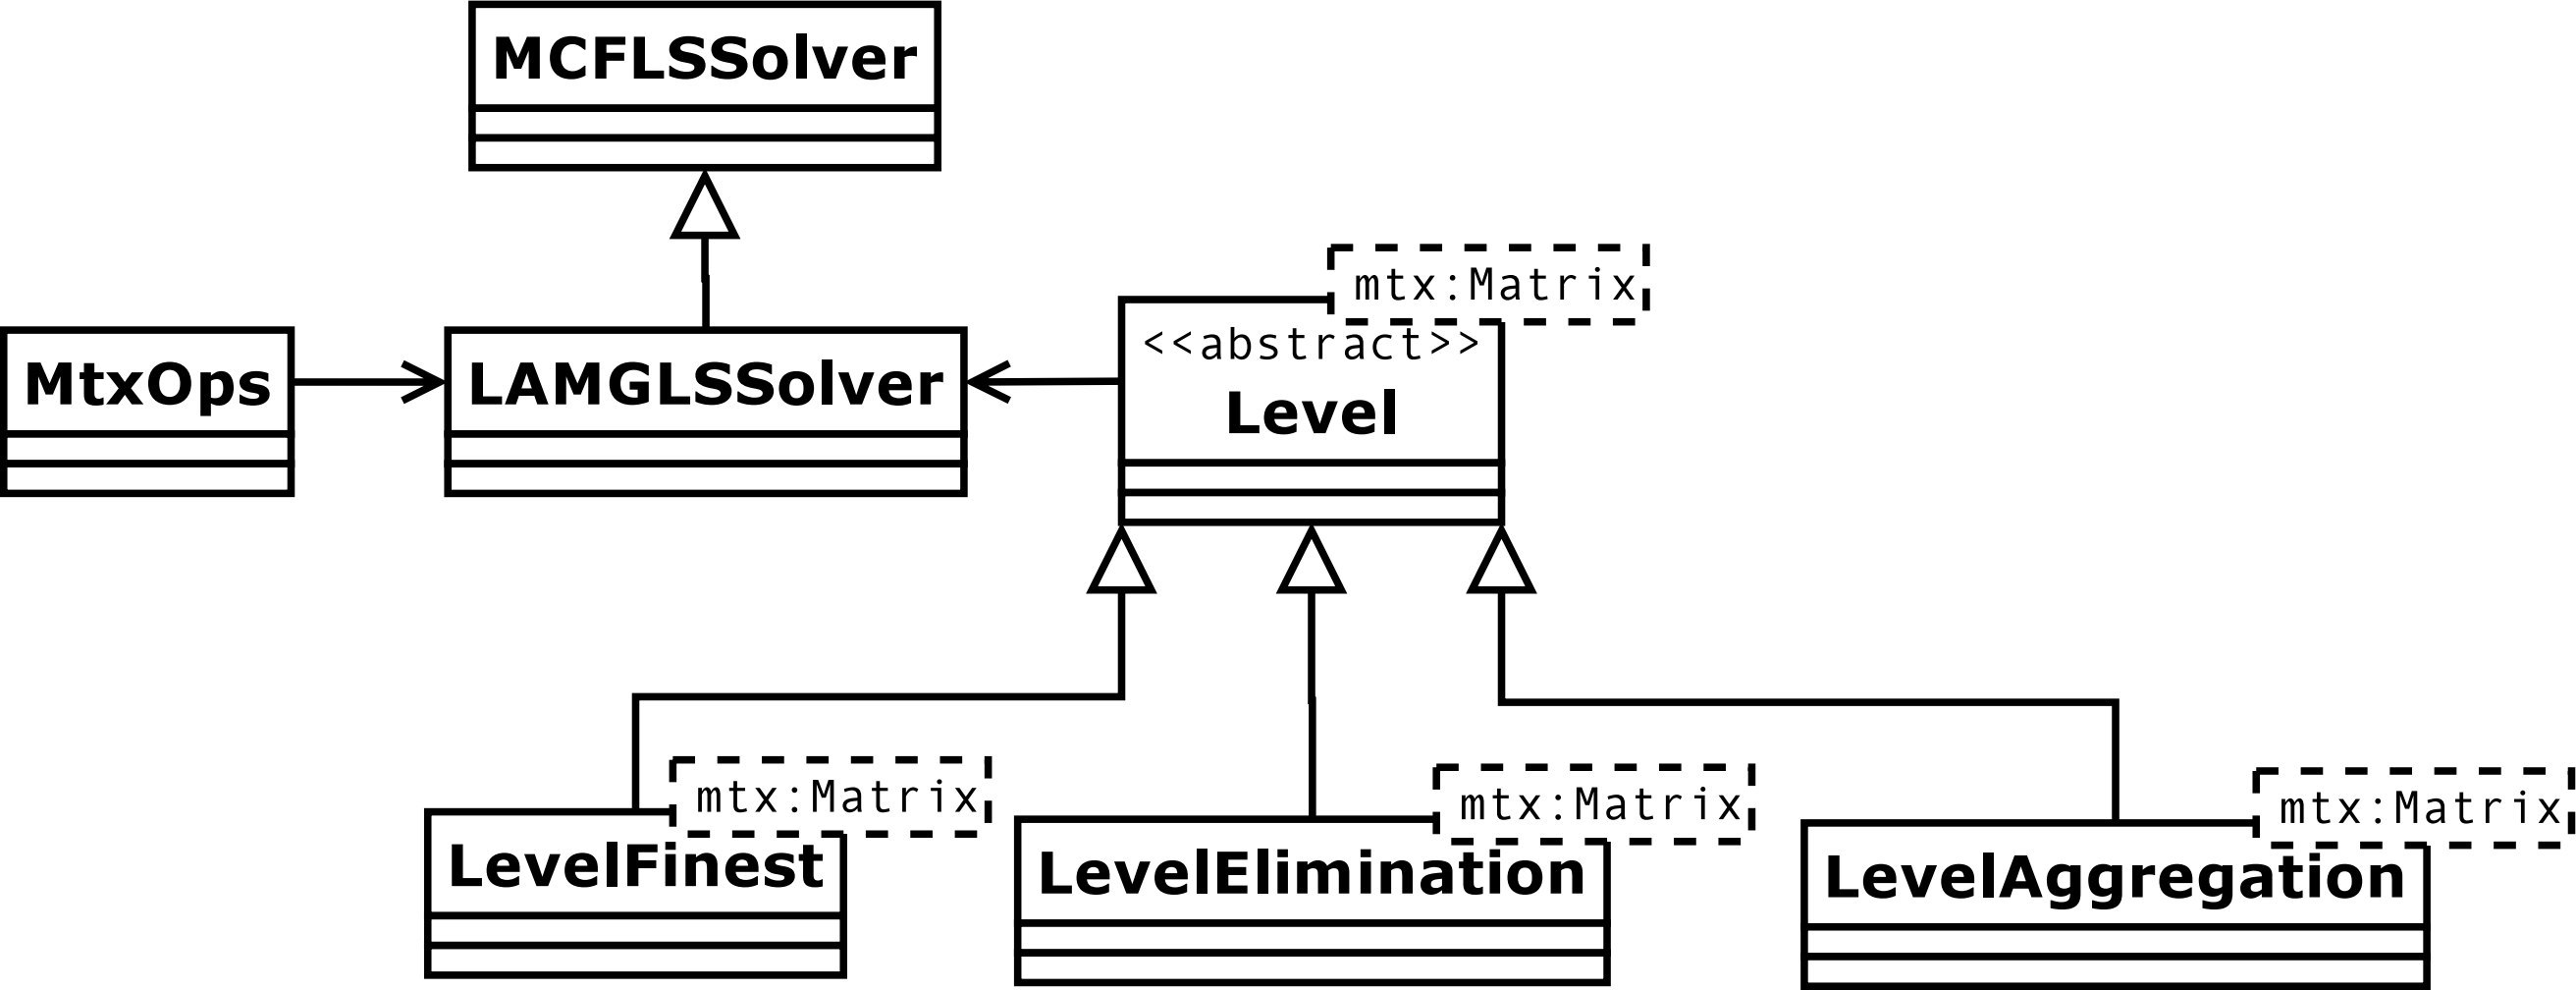 MCFLSSolver
mtx:Matrix
<<abstract>>
MtxOps
LAMGLSSolver
Level
mtx:Matrix
mtx:Matrix
mtx:Matrix
LevelFinest
LevelElimination
LevelAggregation